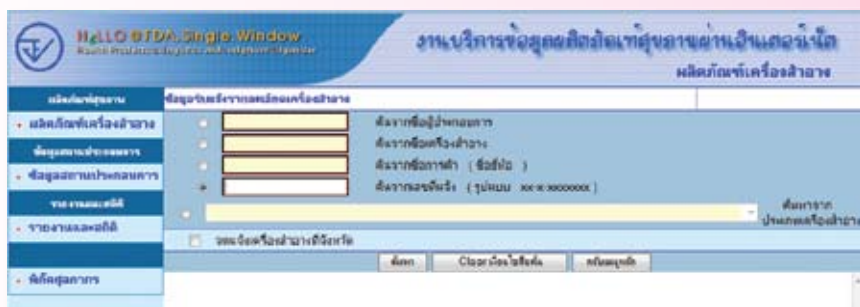 HELLO @ FDA, Single Window
งานบริการข้อมูลผลิตภัณฑ์สุขภาพผ่านอินเตอร์เน็ต
ผลิตภัณฑ์เครื่องสำอาง
ผลิตภัณฑ์สุขภาพ
ผลิตภัณฑ์เครื่องสำอาง
ข้อมูลสถานประกอบการ
ข้อมูลสถานประกอบการ
รายงานและสถิติ
รายงานและสถิติ
พิกัดศุลกากร
ข้อมูลรับแจ้งรายละเอียดเครื่องสำอาง
ค้นจากชื่อผู้ประกอบการ
ค้นจากชื่อเครื่องสำอาง
ค้นจากชื่อการค้า ( ชื่อยี่ห้อ )
ค้นจากเลขที่แจ้ง ( รูปแบบ xx-x-xxxxxxx )
ค้นหาจาก
ประเภทเครื่องสำอาง
จดแจ้งเครื่องสำอางที่จังหวัด
ค้นหา
Clear เงื่อนไขสืบค้น
กลับเมนูหลัก